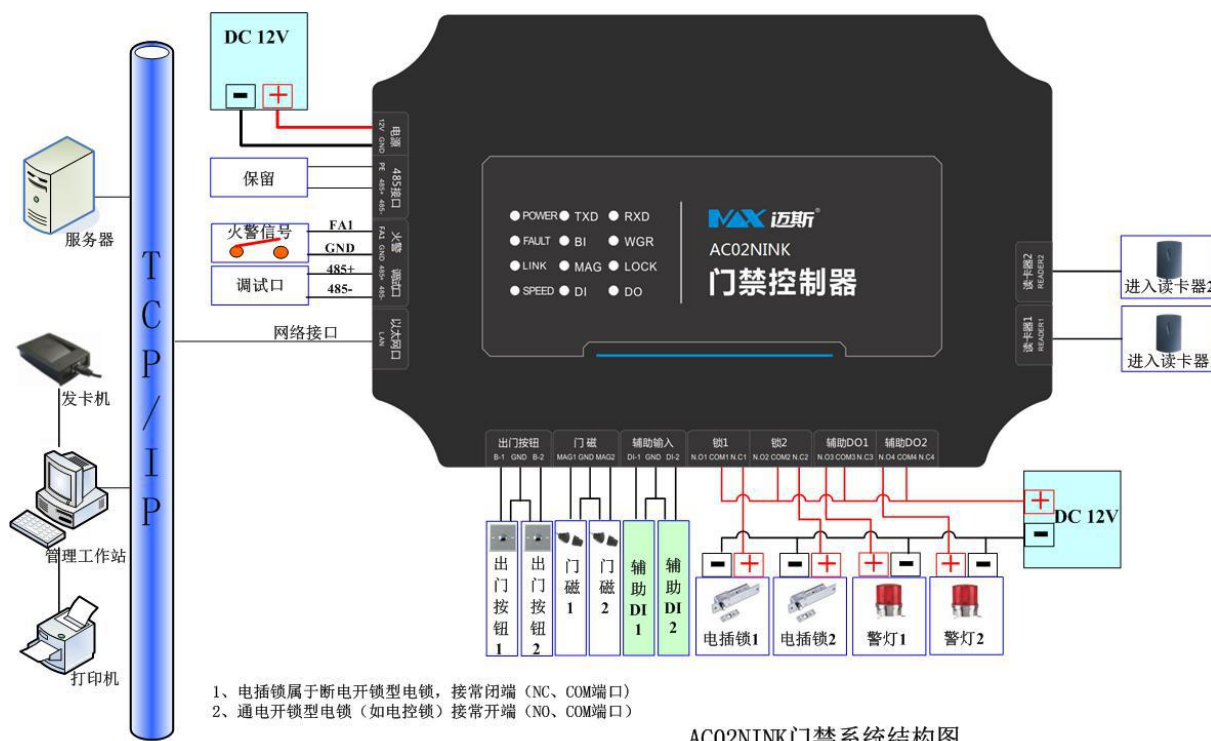 DC 12V
12V GND
电源
保留
PE 485+ 485-
485接口
火警信号
FA1
GND
FA1 GND
火警
调试口
485+
485-
485+ 485-
调试口
网络接口
LAN
以太网口
服务器
发卡机
管理工作站
打印机
TCP/IP
POWER TXD RXD
FAULT BI WGR
LINK MAG LOCK
SPEED DI DO
MAX 迈斯®
AC02NINK
门禁控制器
读卡器2
READER2
读卡器1
READER1
进入读卡器2
进入读卡器
出门按钮 门磁 辅助输入 锁1 锁2 辅助DO1 辅助DO2
B-1 GND B-2 MAG1 GND MAG2 DI-1 GND DI-2 N.O1 COM1 N.C1 N.O2 COM2 N.C2 N.O3 COM3 N.C3 N.O4 COM4 N.C4
DC 12V
出门按钮1
出门按钮2
门磁1
门磁2
辅助DI1
辅助DI2
电插锁1
电插锁2
警灯1
警灯2
1、电插锁属于断电开锁型电锁，接常闭端（NC、COM端口）
2、通电开锁型电锁（如电控锁）接常开端（NO、COM端口）
AC02NINK门禁系统结构图